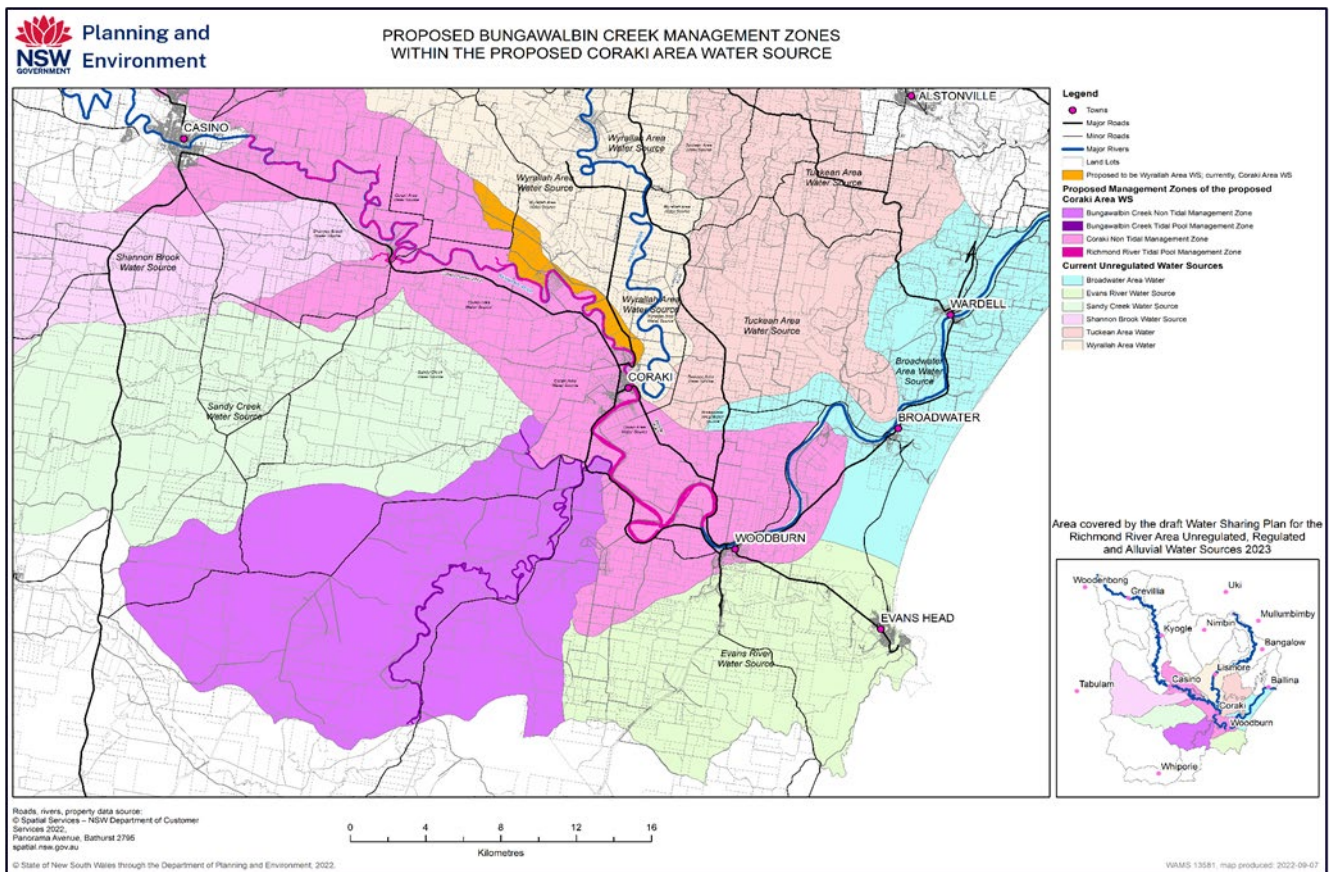 NSW
GOVERNMENT
Planning and
Environment
PROPOSED BUNGAWALBIN CREEK MANAGEMENT ZONES
WITHIN THE PROPOSED CORAKI AREA WATER SOURCE
CASINO
ALSTONVILLE
Wyrallah Area
Water Source
Tuckean Area
Water Source
Wyrallah Area
Water Source
Shannon Brook
Water Source
Wyrallah Area
Water Source
Tuckean Area
Water Source
WARDELL
Broadwater
Area Water
Source
CORAKI
Sandy Creek
Water Source
BROADWATER
WOODBURN
EVANS HEAD
Evans River
Water Source
Legend
Towns
Major Roads
Minor Roads
Major Rivers
Land Lots
Proposed to be Wyrallah Area WS; currently, Coraki Area WS
Proposed Management Zones of the proposed
Coraki Area WS
Bungawalbin Creek Non Tidal Management Zone
Bungawalbin Creek Tidal Pool Management Zone
Coraki Non Tidal Management Zone
Richmond River Tidal Pool Management Zone
Current Unregulated Water Sources
Broadwater Area Water
Evans River Water Source
Sandy Creek Water Source
Shannon Brook Water Source
Tuckean Area Water
Wyrallah Area Water
Area covered by the draft Water Sharing Plan for the
Richmond River Area Unregulated, Regulated
and Alluvial Water Sources 2023
Woodenbong
Grevillia
Uki
Kyogle
Nimbin
Mullumbimby
Bangalow
Lismore
Casino
Ballina
Tabulam
Coraki
Woodburn
Whiporie
Roads, rivers, property data source:
© Spatial Services – NSW Department of Customer
Services 2022,
Panorama Avenue, Bathurst 2795
spatial.nsw.gov.au
0 4 8 12 16
Kilometres
© State of New South Wales through the Department of Planning and Environment, 2022.
WAMS 13581, map produced: 2022-09-07